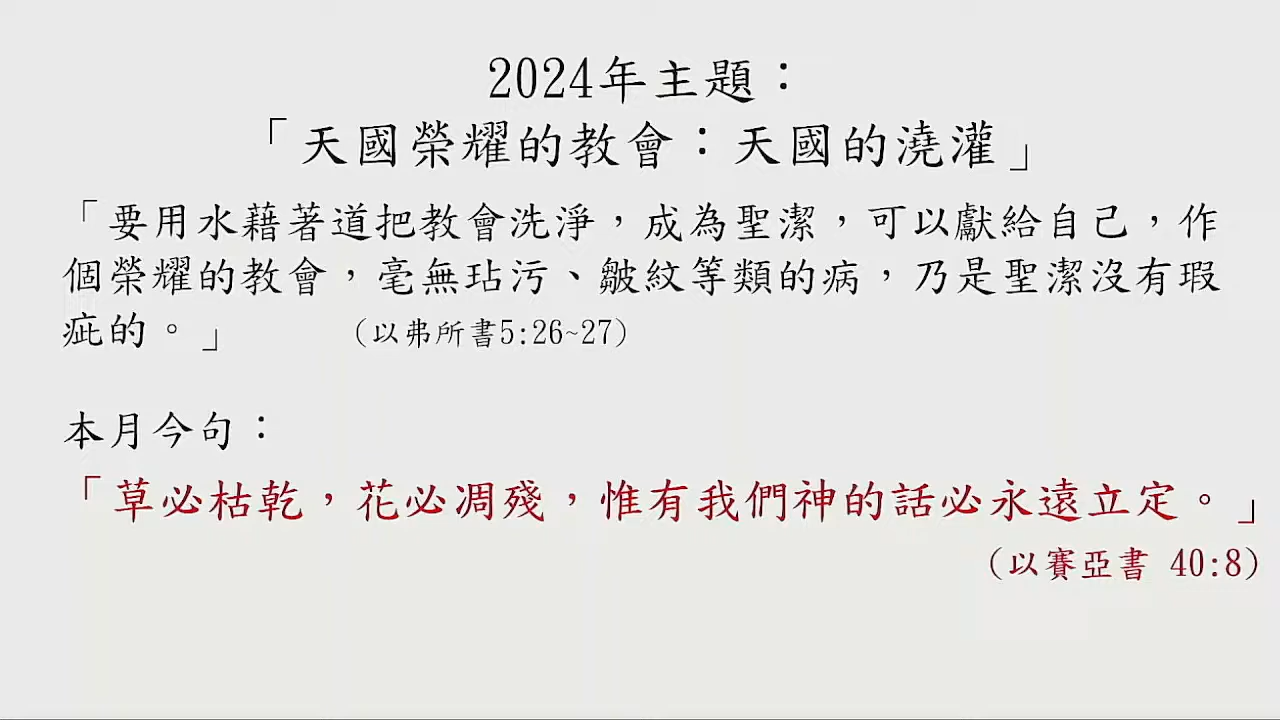 2024年主題：
「天國榮耀的教會：天國的澆灌」
「要用水藉著道把教會洗淨，成為聖潔，可以獻給自己，作
個榮耀的教會，毫無玷污、皺紋等類的病，乃是聖潔沒有瑕
疵的。」 （以弗所書5:26~27）
本月今句：
「草必枯乾，花必凋殘，惟有我們神的話必永遠立定。」
（以賽亞書 40:8）